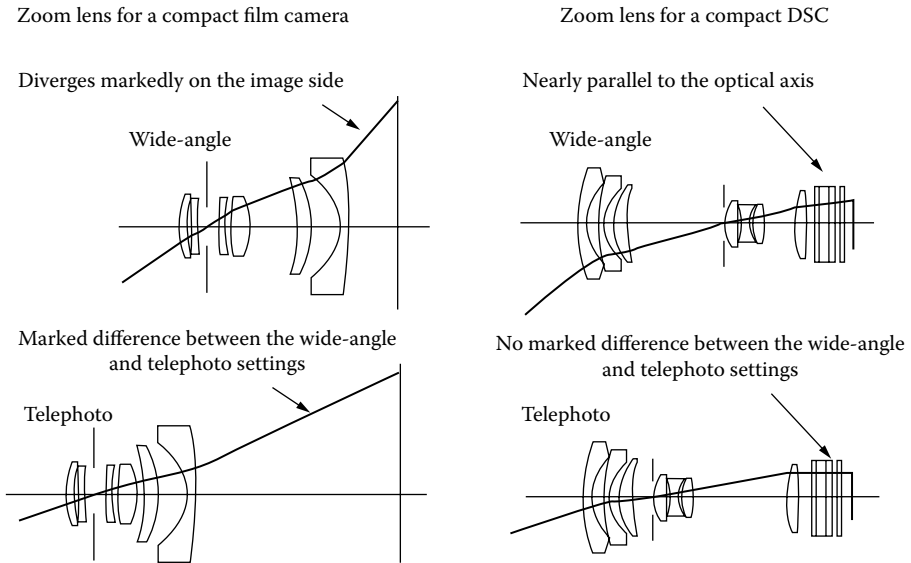 Zoom lens for a compact film camera
Diverges markedly on the image side
Wide-angle
Marked difference between the wide-angle
and telephoto settings
Telephoto
Zoom lens for a compact DSC
Nearly parallel to the optical axis
Wide-angle
No marked difference between the wide-angle
and telephoto settings
Telephoto